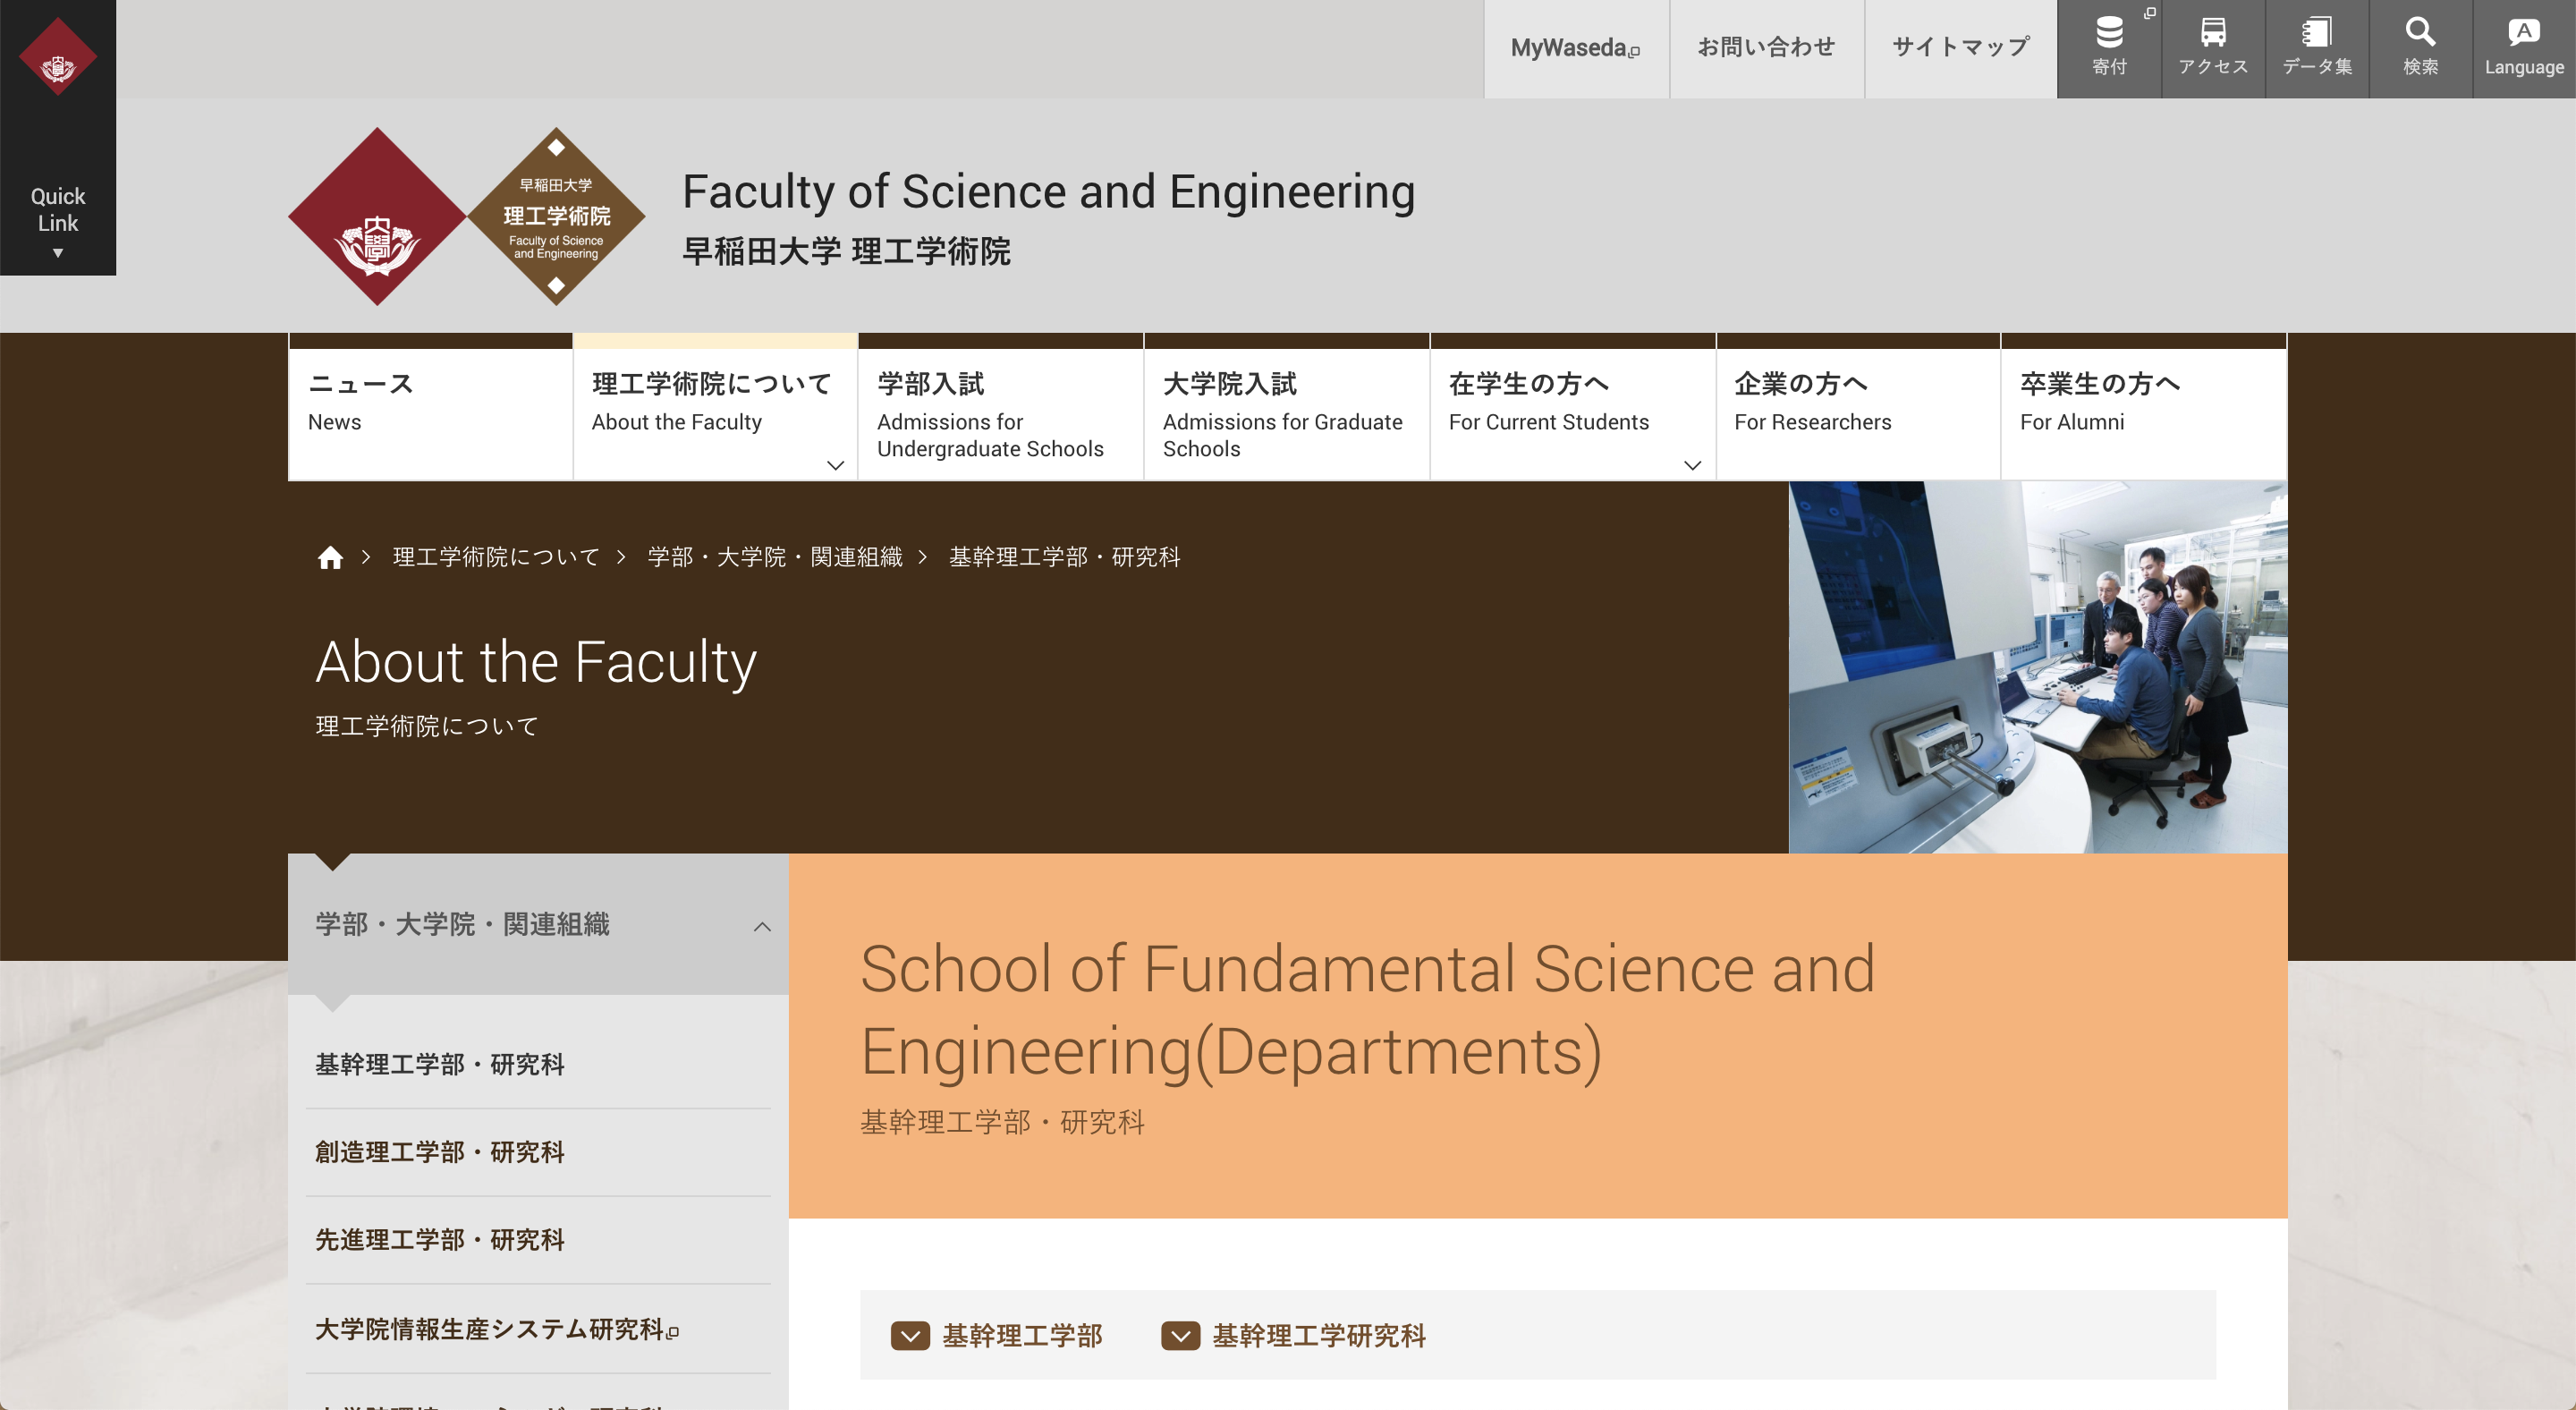 Quick
Link
MyWaseda
お問い合わせ
サイトマップ
寄付
アクセス
データ集
検索
Language
早稲田大学
理工学術院
Faculty of Science
and Engineering
Faculty of Science and Engineering
早稲田大学 理工学術院
ニュース
News
理工学術院について
About the Faculty
学部入試
Admissions for
Undergraduate Schools
大学院入試
Admissions for Graduate
Schools
在学生の方へ
For Current Students
企業の方へ
For Researchers
卒業生の方へ
For Alumni
理工学術院について
学部・大学院・関連組織
基幹理工学部・研究科
About the Faculty
理工学術院について
学部・大学院・関連組織
基幹理工学部・研究科
創造理工学部・研究科
先進理工学部・研究科
大学院情報生産システム研究科
School of Fundamental Science and
Engineering(Departments)
基幹理工学部・研究科
基幹理工学部
基幹理工学研究科